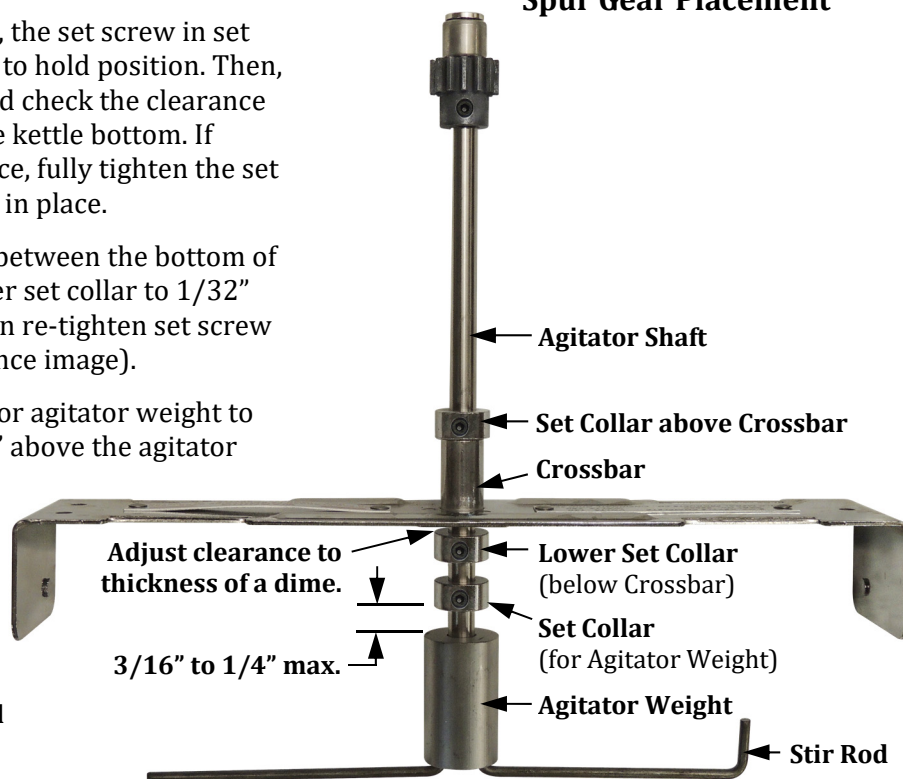 Spur Gear Placement
, the set screw in set
to hold position. Then,
d check the clearance
e kettle bottom. If
ce, fully tighten the set
in place.
between the bottom of
er set collar to 1/32”
n re-tighten set screw
nce image).
or agitator weight to
” above the agitator
Agitator Shaft
Set Collar above Crossbar
Crossbar
Adjust clearance to
thickness of a dime.
Lower Set Collar
(below Crossbar)
Set Collar
(for Agitator Weight)
3/16” to 1/4” max.
Agitator Weight
Stir Rod